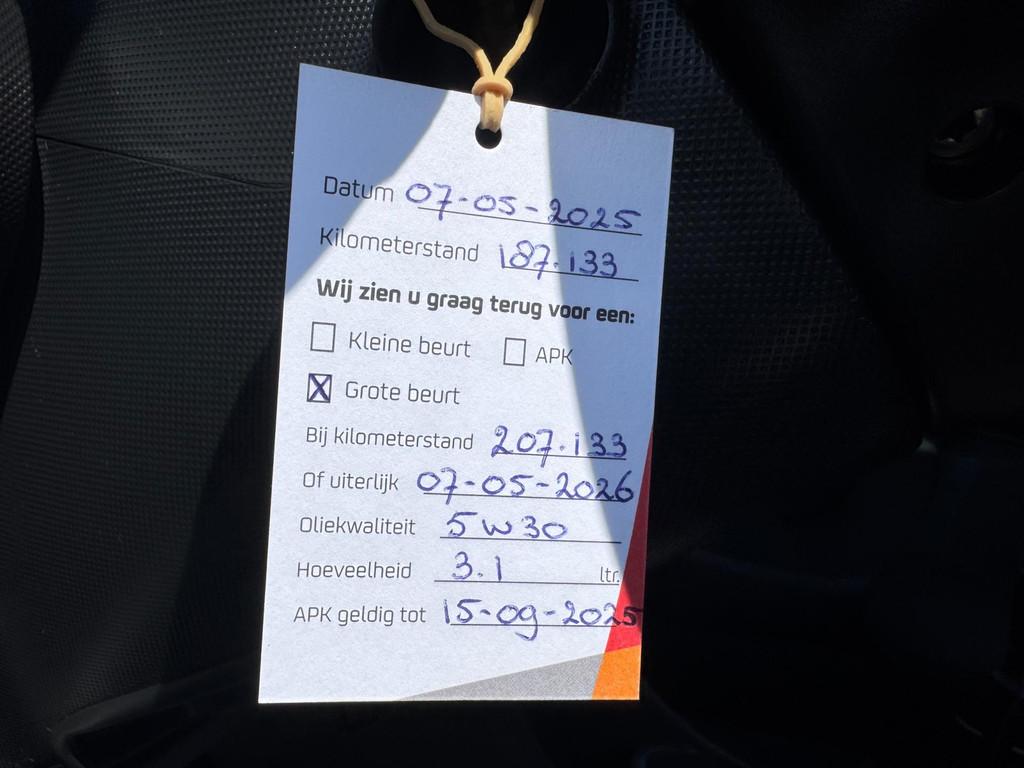 Datum 07-05-2025
Kilometerstand 187.133
Wij zien u graag terug voor een:
Kleine beurt APK
Grote beurt
Bij kilometerstand 207.133
Of uiterlijk 07-05-2026
Oliekwaliteit 5w30
Hoeveelheid 3.1 ltr.
APK geldig tot 15-09-2025